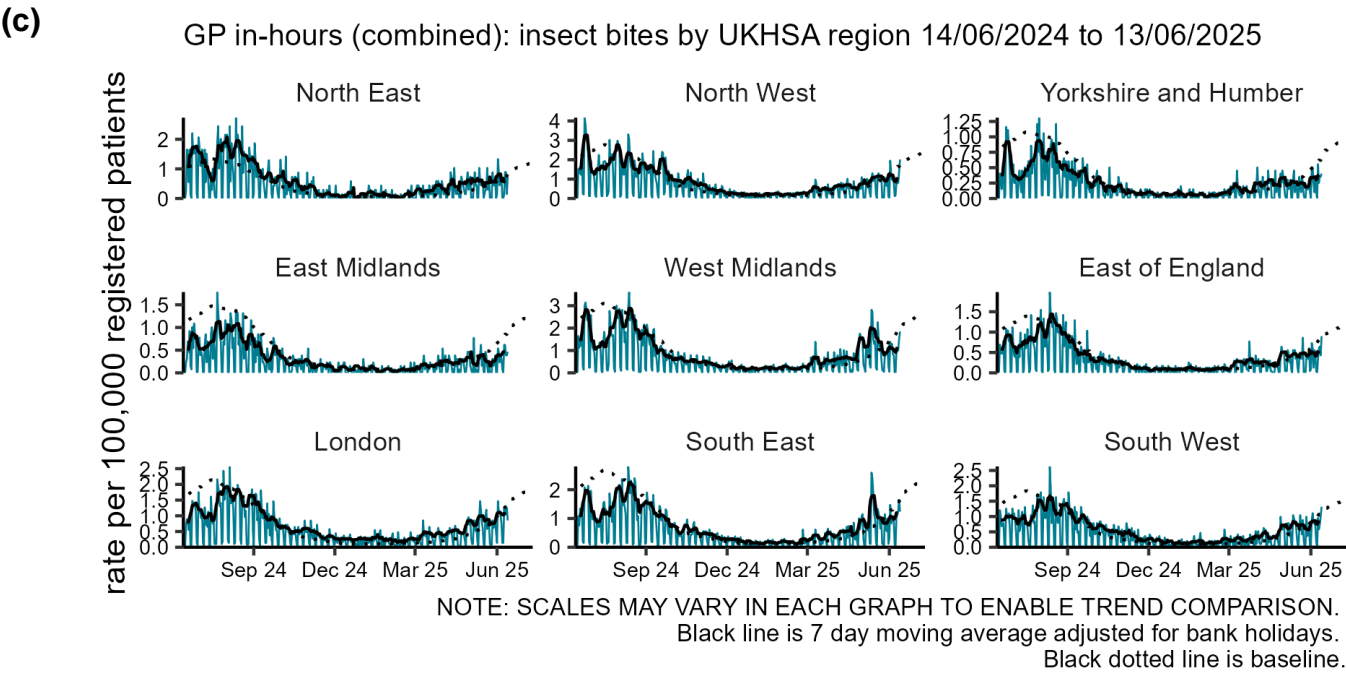 (c)
GP in-hours (combined): insect bites by UKHSA region 14/06/2024 to 13/06/2025
rate per 100,000 registered patients
North East
2
1
0
North West
4
3
2
1
0
Yorkshire and Humber
1.25
1.00
0.75
0.50
0.25
0.00
East Midlands
1.5
1.0
0.5
0.0
West Midlands
3
2
1
0
East of England
1.5
1.0
0.5
0.0
London
2.5
2.0
1.5
1.0
0.5
0.0
Sep 24 Dec 24 Mar 25 Jun 25
South East
2
1
0
Sep 24 Dec 24 Mar 25 Jun 25
South West
2.5
2.0
1.5
1.0
0.5
0.0
Sep 24 Dec 24 Mar 25 Jun 25
NOTE: SCALES MAY VARY IN EACH GRAPH TO ENABLE TREND COMPARISON.
Black line is 7 day moving average adjusted for bank holidays.
Black dotted line is baseline.